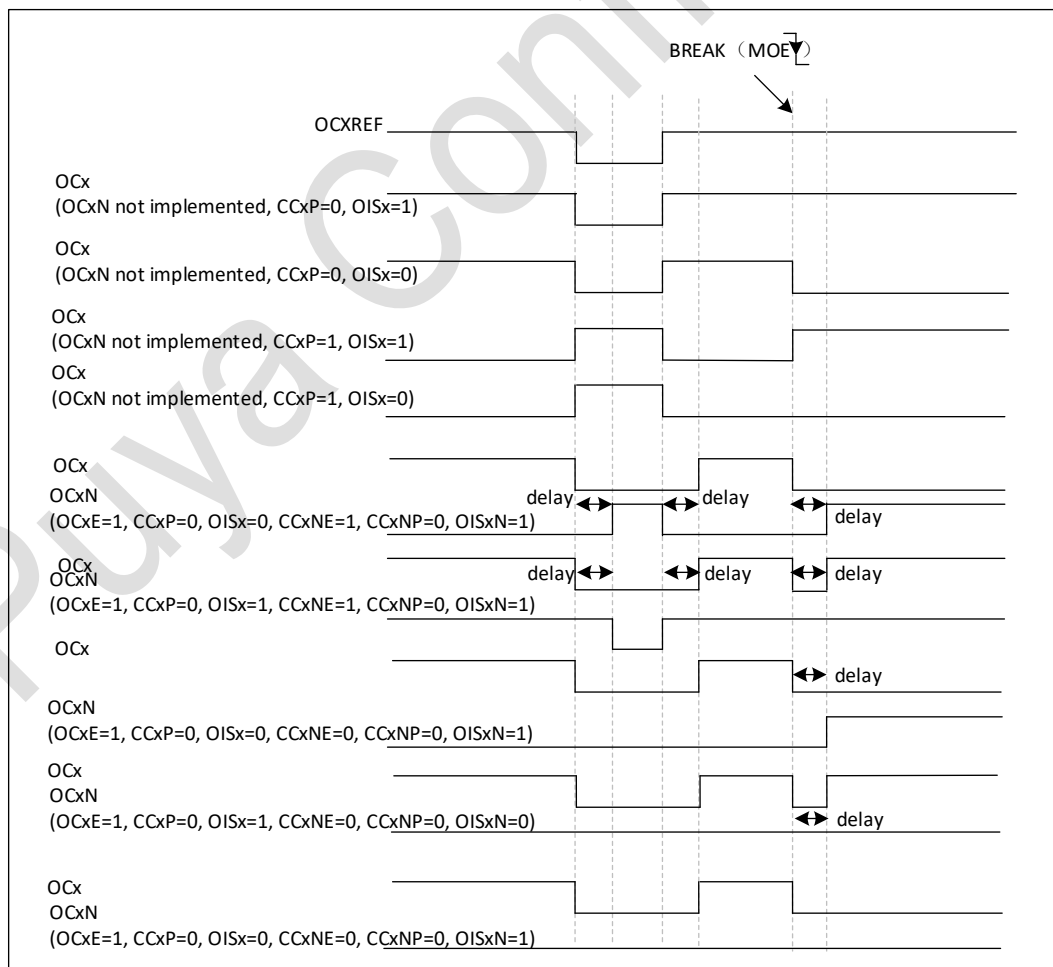 BREAK（MOE）
OCXREF
OCx
(OCxN not implemented, CCxP=0, OISx=1)
OCx
(OCxN not implemented, CCxP=0, OISx=0)
OCx
(OCxN not implemented, CCxP=1, OISx=1)
OCx
(OCxN not implemented, CCxP=1, OISx=0)
OCx
OCxN
delay
delay
(OCxE=1, CCxP=0, OISx=0, CCxNE=1, CCxNP=0, OISxN=1)
delay
OCx
delay
delay
delay
OCxN
(OCxE=1, CCxP=0, OISx=1, CCxNE=1, CCxNP=0, OISxN=1)
OCx
delay
OCxN
(OCxE=1, CCxP=0, OISx=0, CCxNE=0, CCxNP=0, OISxN=1)
OCx
OCxN
(OCxE=1, CCxP=0, OISx=1, CCxNE=0, CCxNP=0, OISxN=0)
delay
OCx
OCxN
(OCxE=1, CCxP=0, OISx=0, CCxNE=0, CCxNP=0, OISxN=1)
Puya